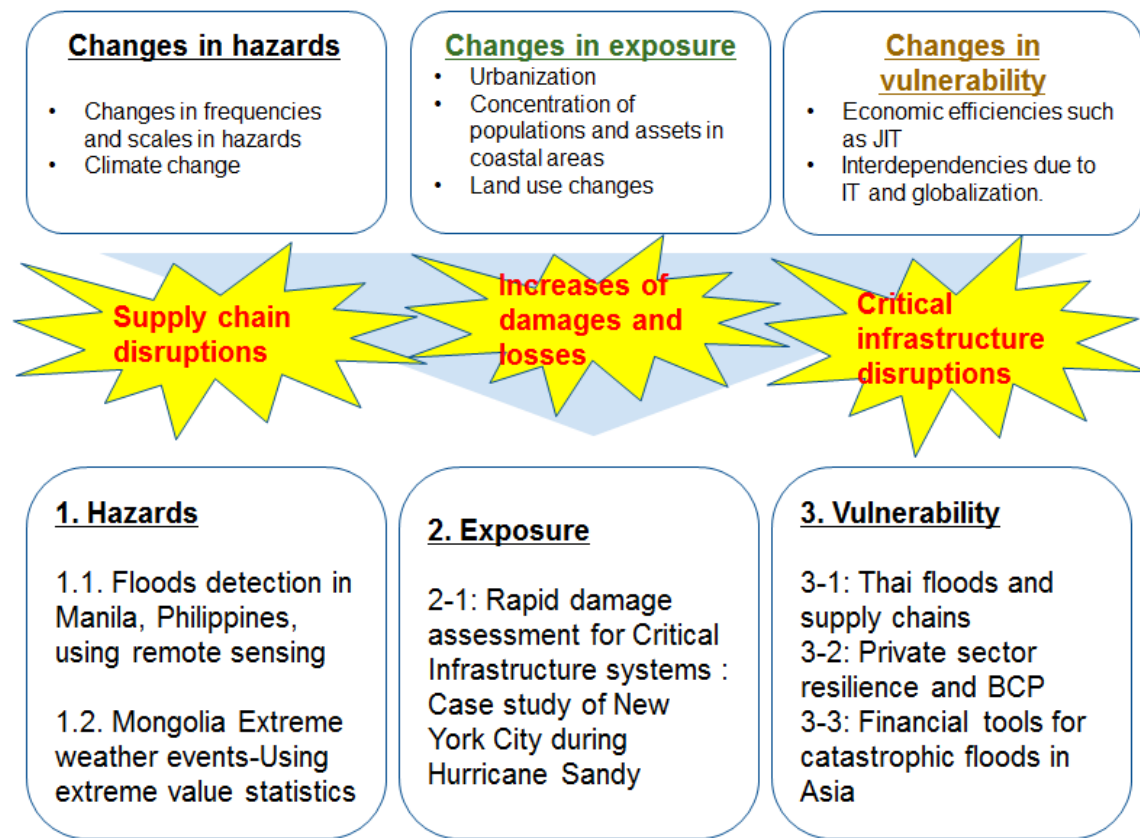 Changes in hazards
• Changes in frequencies
and scales in hazards
• Climate change
Changes in exposure
• Urbanization
• Concentration of
populations and assets in
coastal areas
• Land use changes
Changes in
vulnerability
• Economic efficiencies such
as JIT
• Interdependencies due to
IT and globalization.
Supply chain
disruptions
Increases of
damages and
losses
Critical
infrastructure
disruptions
1. Hazards
1.1. Floods detection in
Manila, Philippines,
using remote sensing
1.2. Mongolia Extreme
weather events-Using
extreme value statistics
2. Exposure
2-1: Rapid damage
assessment for Critical
Infrastructure systems :
Case study of New
York City during
Hurricane Sandy
3. Vulnerability
3-1: Thai floods and
supply chains
3-2: Private sector
resilience and BCP
3-3: Financial tools for
catastrophic floods in
Asia